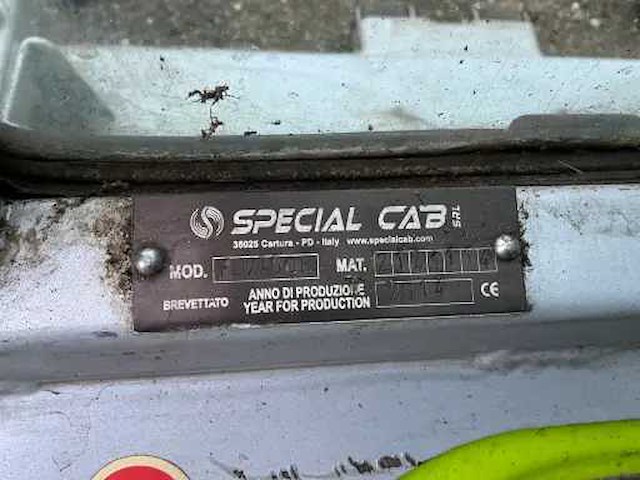 SPECIAL CAB SRL
35025 Cartura - PD - Italy www.specialcab.com
MOD. MAT.
BREVETTATO ANNO DI PRODUZIONE CE
YEAR FOR PRODUCTION